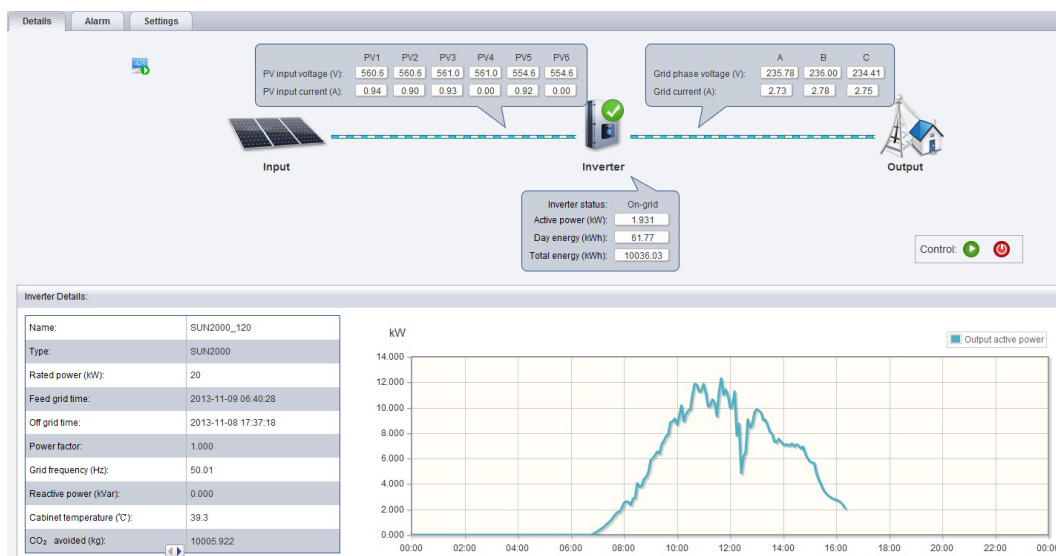 Details Alarm Settings
PV1 PV2 PV3 PV4 PV5 PV6
PV input voltage (V): 560.6 560.6 561.0 561.0 554.6 554.6
PV input current (A): 0.94 0.90 0.93 0.00 0.92 0.00
A B C
Grid phase voltage (V): 235.78 236.00 234.41
Grid current (A): 2.73 2.78 2.75
Input
Inverter
Output
Inverter status: On-grid
Active power (kW): 1.931
Day energy (kWh): 61.77
Total energy (kWh): 10036.03
Control:
Inverter Details:
Name: SUN2000_120
Type: SUN2000
Rated power (kW): 20
Feed grid time: 2013-11-09 06:40:28
Off grid time: 2013-11-08 17:37:18
Power factor: 1.000
Grid frequency (Hz): 50.01
Reactive power (kVar): 0.000
Cabinet temperature (℃): 39.3
CO₂ avoided (kg): 10005.922
kW
Output active power
14.000
12.000
10.000
8.000
6.000
4.000
2.000
0.000
00:00 02:00 04:00 06:00 08:00 10:00 12:00 14:00 16:00 18:00 20:00 22:00 00:00